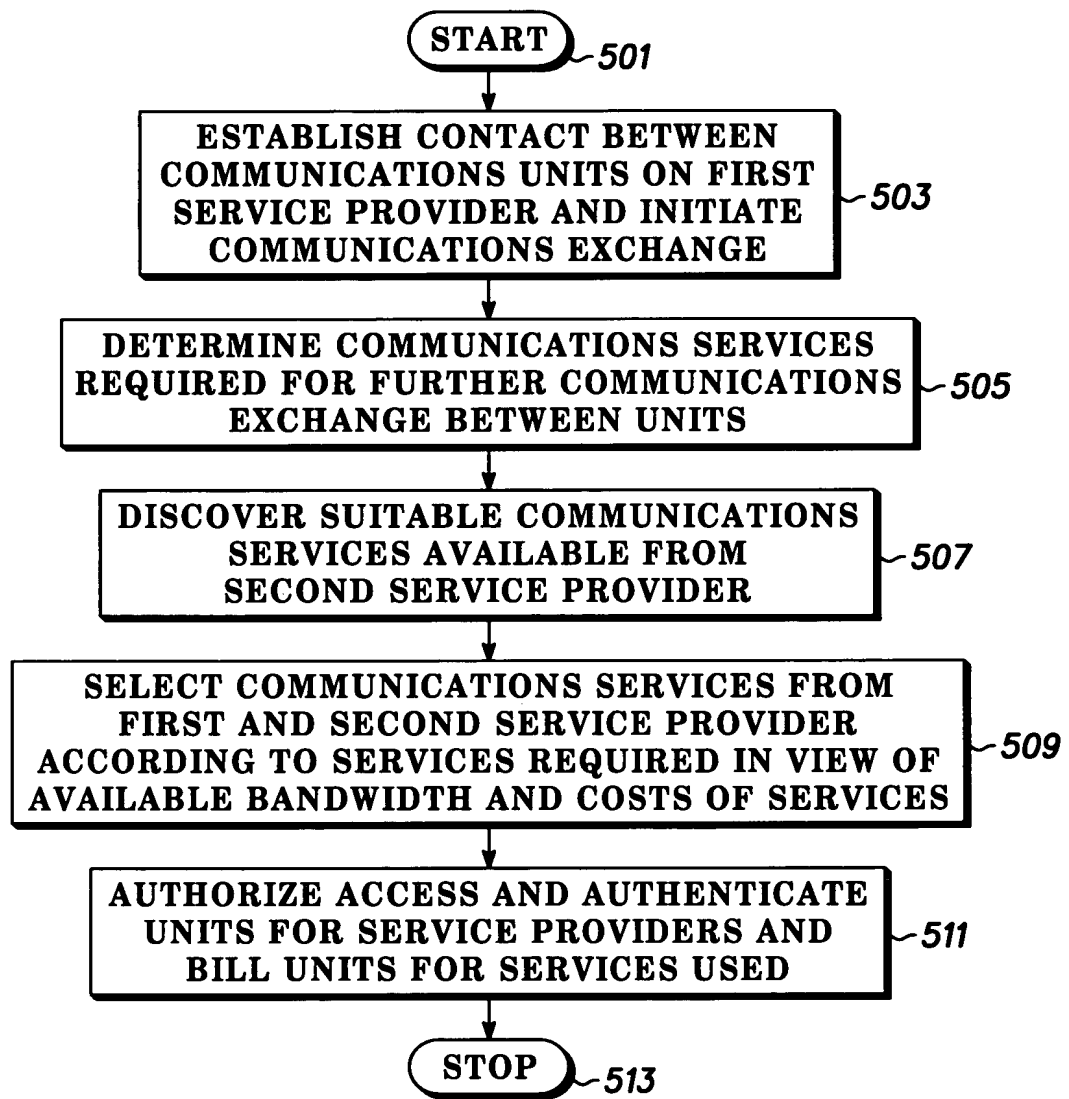 START
501
ESTABLISH CONTACT BETWEEN
COMMUNICATIONS UNITS ON FIRST
SERVICE PROVIDER AND INITIATE
COMMUNICATIONS EXCHANGE
503
DETERMINE COMMUNICATIONS SERVICES
REQUIRED FOR FURTHER COMMUNICATIONS
EXCHANGE BETWEEN UNITS
505
DISCOVER SUITABLE COMMUNICATIONS
SERVICES AVAILABLE FROM
SECOND SERVICE PROVIDER
507
SELECT COMMUNICATIONS SERVICES FROM
FIRST AND SECOND SERVICE PROVIDER
ACCORDING TO SERVICES REQUIRED IN VIEW OF
AVAILABLE BANDWIDTH AND COSTS OF SERVICES
509
AUTHORIZE ACCESS AND AUTHENTICATE
UNITS FOR SERVICE PROVIDERS AND
BILL UNITS FOR SERVICES USED
511
STOP
513